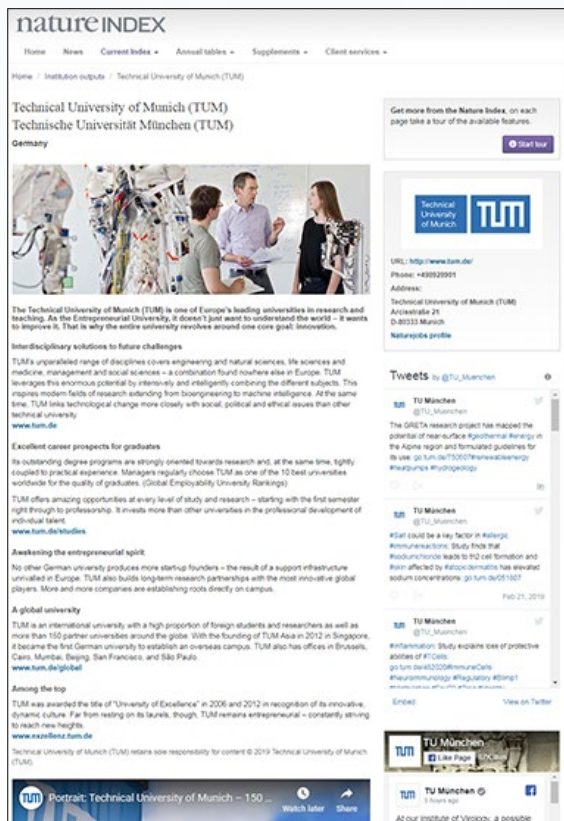 nature INDEX
Home News Current Index Annual tables Supplements Client services
Home / Institution outputs / Technical University of Munich (TUM)
Technical University of Munich (TUM)
Technische Universität München (TUM)
Germany
The Technical University of Munich (TUM) is one of Europe's leading universities in research and
teaching. As the Entrepreneurial University, it doesn't just want to understand the world – it wants
to improve it. That is why the entire university revolves around one core goal: innovation.
Interdisciplinary solutions to future challenges
TUM's unparalleled range of disciplines covers engineering and natural sciences, life sciences and
medicine, management and social sciences – a combination found nowhere else in Europe. TUM
leverages this enormous potential by intensively and intelligently combining the different subjects. This
inspires modern fields of research extending from bioengineering to machine intelligence. At the same
time, TUM links technological change more closely with social, political and ethical issues than other
technical university.
www.tum.de
Excellent career prospects for graduates
Its outstanding degree programs are strongly oriented towards research and, at the same time, tightly
coupled to practical experience. Managers regularly choose TUM as one of the 10 best universities
worldwide for the quality of graduates. (Global Employability University Rankings)
TUM offers amazing opportunities at every level of study and research – starting with the first semester
right through to professorship. It invests more than other universities in the professional development of
individual talent.
www.tum.de/studies
Awakening the entrepreneurial spirit
No other German university produces more start-up founders – the result of a support infrastructure
unrivalled in Europe. TUM also builds long-term research partnerships with the most innovative global
players. More and more companies are establishing roots directly on campus.
A global university
TUM is an international university with a high proportion of foreign students and researchers as well as
more than 150 partner universities around the globe. With the founding of TUM Asia in 2012 in Singapore,
it became the first German university to establish an overseas campus. TUM also has offices in Brussels,
Cairo, Mumbai, Beijing, San Francisco, and São Paulo.
www.tum.de/global
Among the top
TUM was awarded the title of "University of Excellence" in 2006 and 2012 in recognition of its innovative,
dynamic culture. Far from resting on its laurels, though, TUM remains entrepreneurial – constantly striving
to reach new heights.
www.exzellenz.tum.de
Technical University of Munich (TUM) retains sole responsibility for content © 2019 Technical University of Munich
(TUM).
TUM Portrait: Technical University of Munich – 150 ...
Watch later Share
Get more from the Nature Index, on each
page take a tour of the available features.
Start tour
Technical
University
of Munich
TUM
URL: http://www.tum.de/
Phone: +498928901
Address:
Technical University of Munich (TUM)
Arcisstraße 21
D-80333 Munich
Naturejobs profile
Tweets by @TU_Muenchen
TU München
@TU_Muenchen
The GRETA research project has mapped the
potential of near-surface #geothermal #energy in
the Alpine region and formulated guidelines for
its use: go.tum.de/750507 #renewableenergy
#heatpumps #hydrogeology
TU München
@TU_Muenchen
#Salt could be a key factor in #allergic
#immunereactions: Study finds that
#sodiumchloride leads to th2 cell formation and
#skin affected by #atopicdermatitis has elevated
sodium concentrations: go.tum.de/051807
Feb 21, 2019
TU München
@TU_Muenchen
#Inflammation: Study explains loss of protective
abilities of #TCells:
go.tum.de/482020 #ImmuneCells
#Neuroimmunology #Regulatory #Blimp1
Embed View on Twitter
TUM TU München
Like Page
TU München
3 hours ago
At our Institute of Virology, a possible